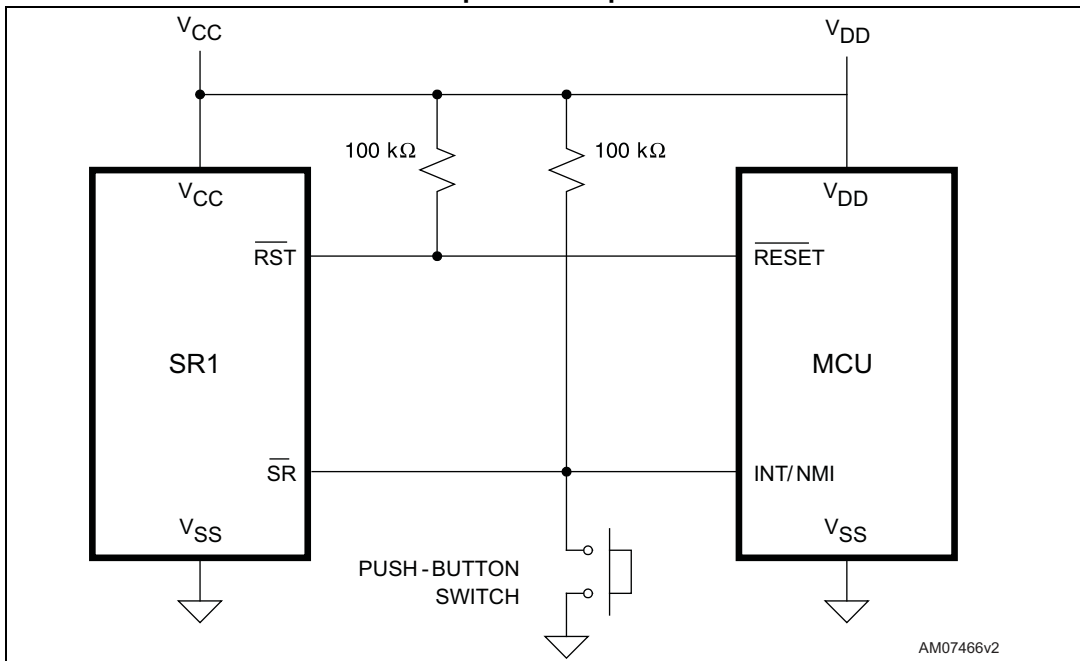 VCC
VDD
100 kΩ
100 kΩ
VCC
VDD
RST
RESET
SR1
MCU
SR
INT/NMI
VSS
VSS
PUSH-BUTTON
SWITCH
AM07466v2